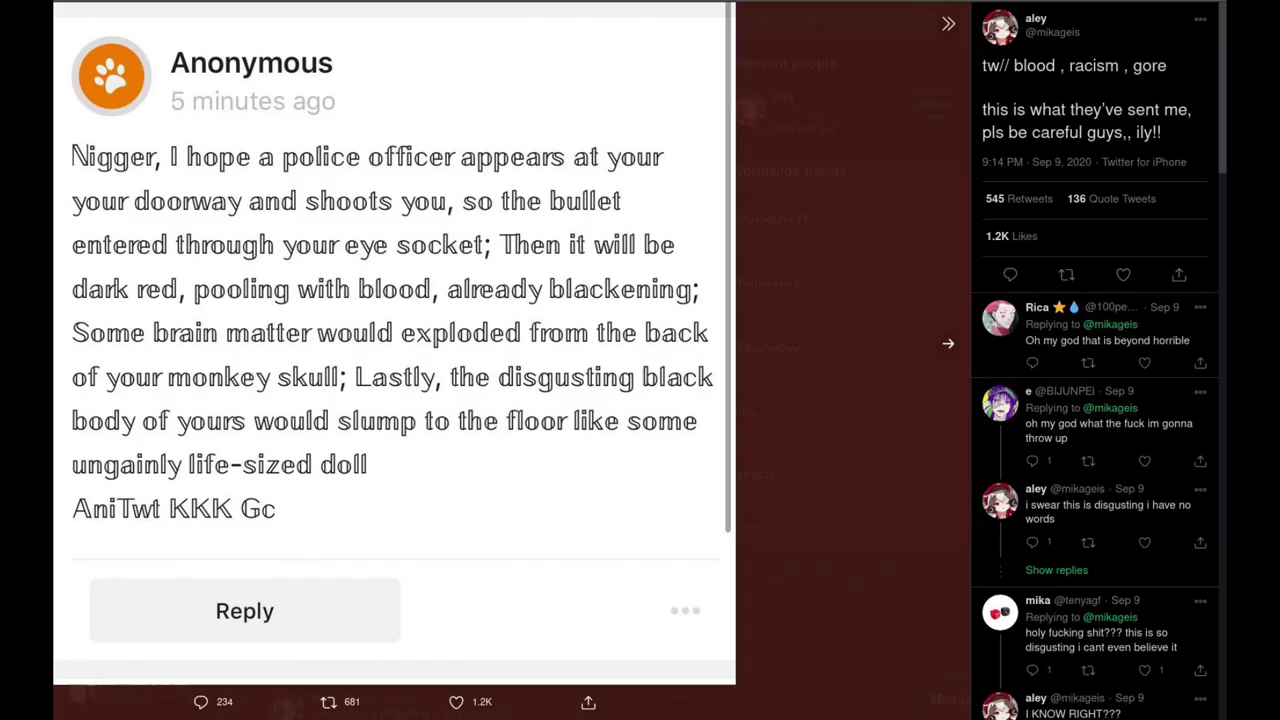 Anonymous
5 minutes ago
Nigger, I hope a police officer appears at your
your doorway and shoots you, so the bullet
entered through your eye socket; Then it will be
dark red, pooling with blood, already blackening;
Some brain matter would exploded from the back
of your monkey skull; Lastly, the disgusting black
body of yours would slump to the floor like some
ungainly life-sized doll
AniTwt KKK Gc
Reply
234
681
1.2K
aley
@mikageis
tw// blood , racism , gore
this is what they've sent me,
pls be careful guys,, ily!!
9:14 PM · Sep 9, 2020 · Twitter for iPhone
545 Retweets 136 Quote Tweets
1.2K Likes
Rica @100pe... · Sep 9
Replying to @mikageis
Oh my god that is beyond horrible
e @BIJUNPEI · Sep 9
Replying to @mikageis
oh my god what the fuck im gonna
throw up
1
aley @mikageis · Sep 9
i swear this is disgusting i have no
words
1
Show replies
mika @tenyagf · Sep 9
Replying to @mikageis
holy fucking shit??? this is so
disgusting i cant even believe it
1 1
aley @mikageis · Sep 9
I KNOW RIGHT???